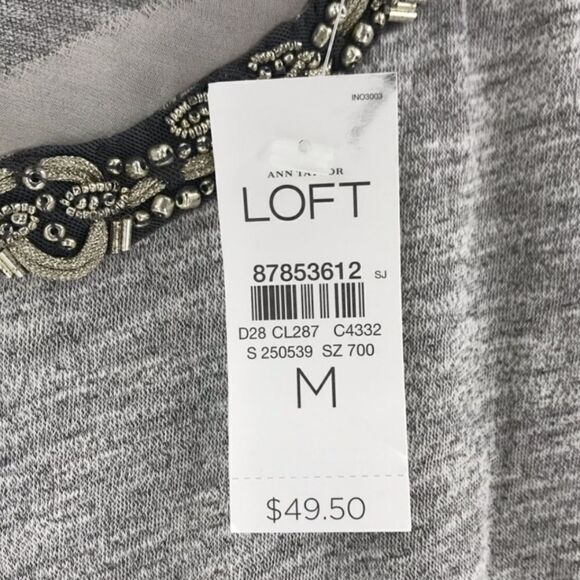 INO3003
ANN TAYLOR
LOFT
87853612 SJ
D28 CL287 C4332
S 250539 SZ 700
M
$49.50